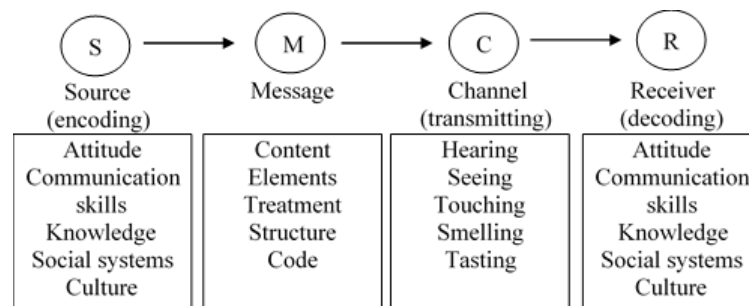 S
M
C
R
Source
(encoding)
Message
Channel
(transmitting)
Receiver
(decoding)
Attitude
Communication
skills
Knowledge
Social systems
Culture
Content
Elements
Treatment
Structure
Code
Hearing
Seeing
Touching
Smelling
Tasting
Attitude
Communication
skills
Knowledge
Social systems
Culture